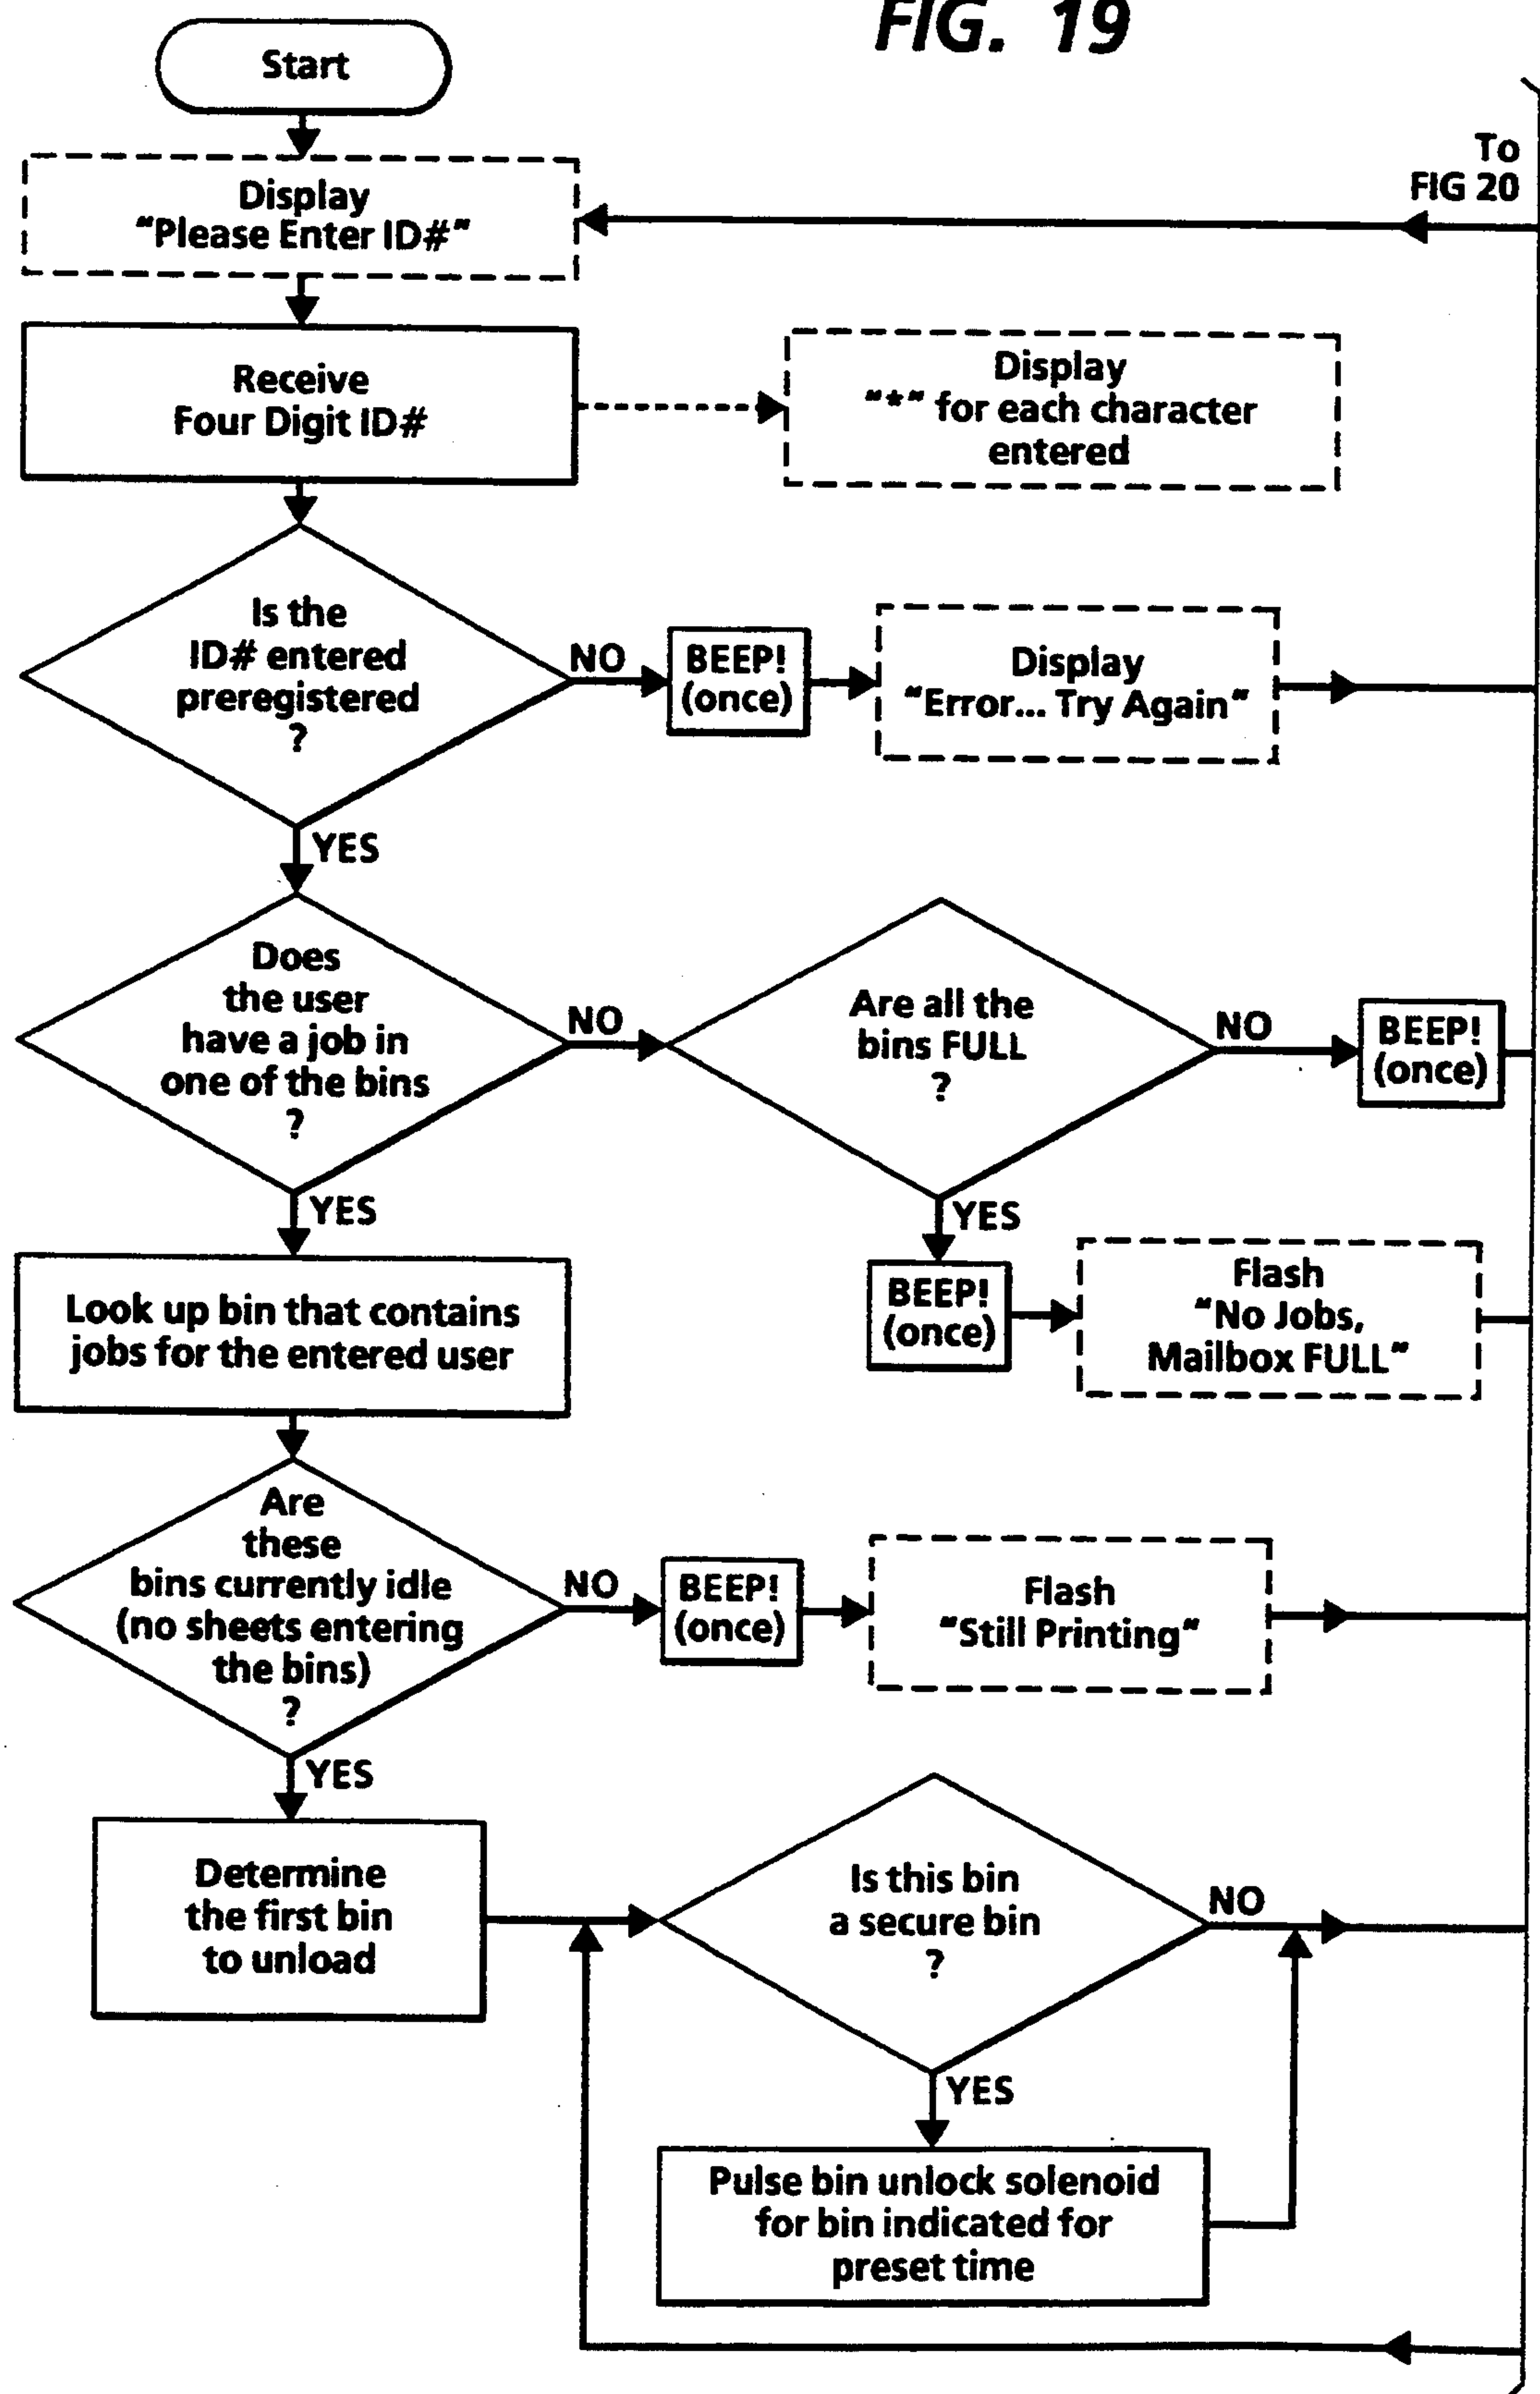 FIG. 19
Start
To
FIG 20
Display
"Please Enter ID#"
Receive
Four Digit ID#
Display
"*" for each character
entered
Is the
ID# entered
preregistered
?
NO
BEEP!
(once)
Display
"Error... Try Again"
YES
Does
the user
have a job in
one of the bins
?
NO
Are all the
bins FULL
?
NO
BEEP!
(once)
YES
YES
BEEP!
(once)
Flash
"No Jobs,
Mailbox FULL"
Look up bin that contains
jobs for the entered user
Are
these
bins currently idle
(no sheets entering
the bins)
?
NO
BEEP!
(once)
Flash
"Still Printing"
YES
Determine
the first bin
to unload
Is this bin
a secure bin
?
NO
YES
Pulse bin unlock solenoid
for bin indicated for
preset time